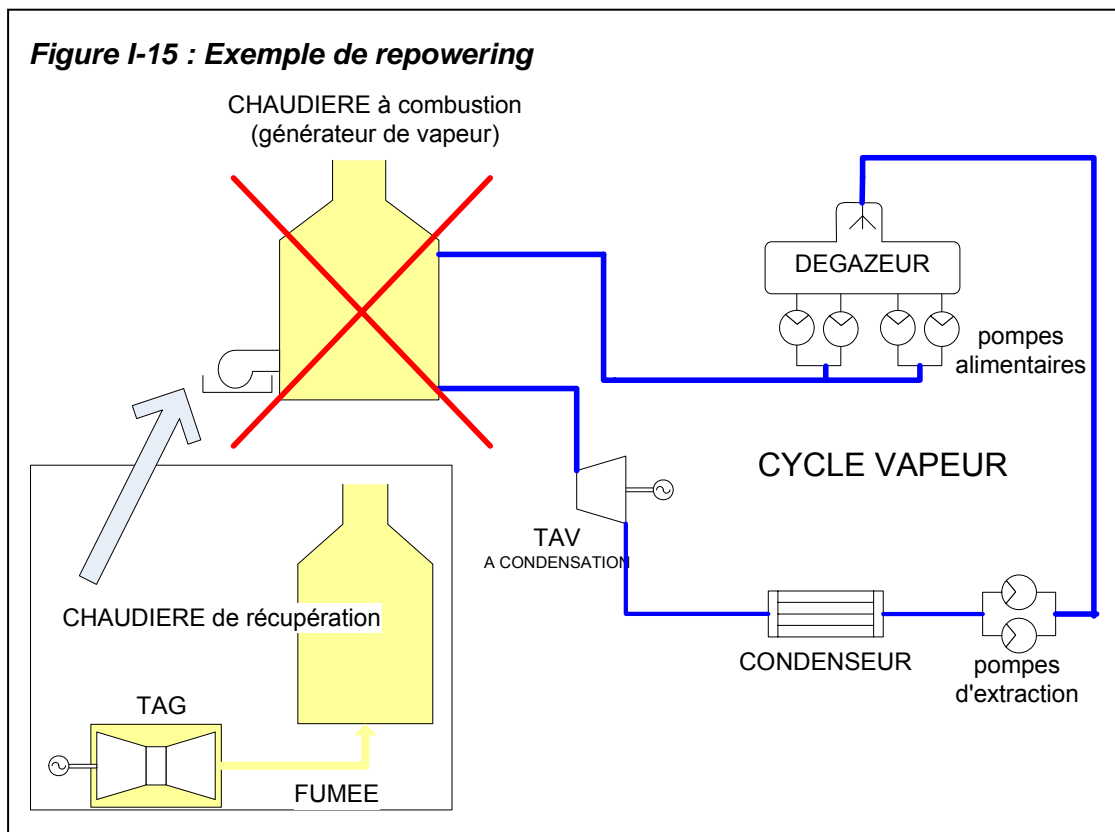 Figure I-15 : Exemple de repowering
CHAUDIERE à combustion
(générateur de vapeur)
DEGAZEUR
pompes
alimentaires
CYCLE VAPEUR
TAV
A CONDENSATION
CHAUDIERE de récupération
CONDENSEUR
pompes
d'extraction
TAG
FUMEE